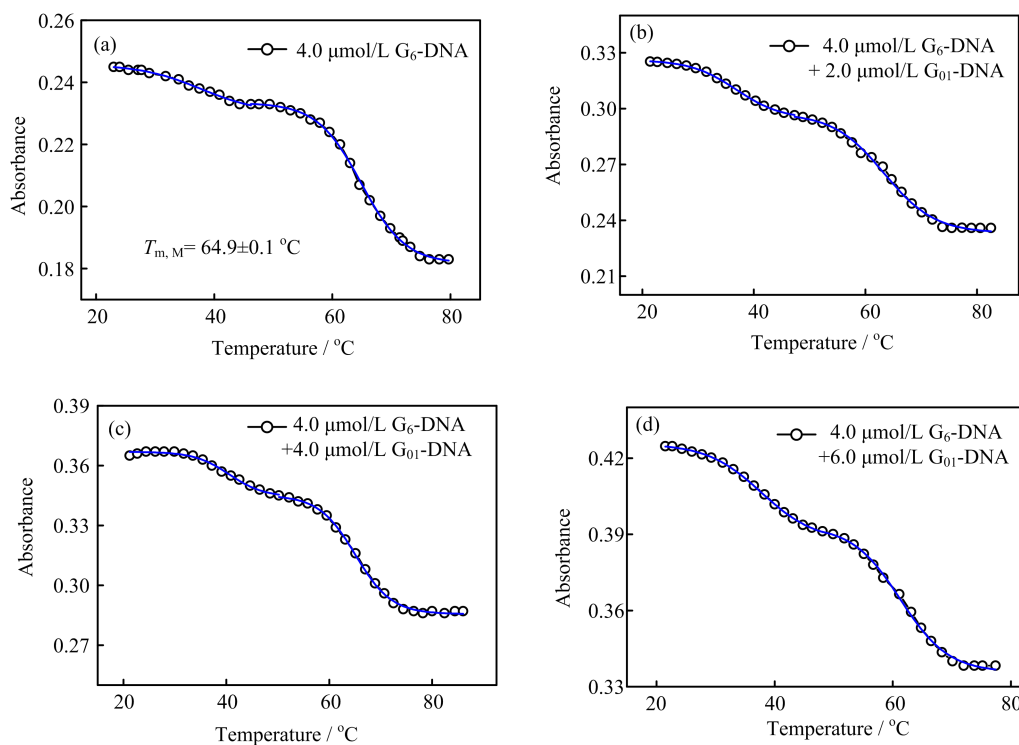 (a)
4.0 μmol/L G₆-DNA
0.26
0.24
0.22
0.20
0.18
Absorbance
Tm, M= 64.9±0.1 °C
20
40
60
80
Temperature / °C
(b)
4.0 μmol/L G₆-DNA
+ 2.0 μmol/L G₀₁-DNA
0.33
0.30
0.27
0.24
0.21
Absorbance
20
40
60
80
Temperature / °C
(c)
4.0 μmol/L G₆-DNA
+4.0 μmol/L G₀₁-DNA
0.39
0.36
0.33
0.30
0.27
Absorbance
20
40
60
80
Temperature / °C
(d)
4.0 μmol/L G₆-DNA
+6.0 μmol/L G₀₁-DNA
0.42
0.39
0.36
0.33
Absorbance
20
40
60
80
Temperature / °C